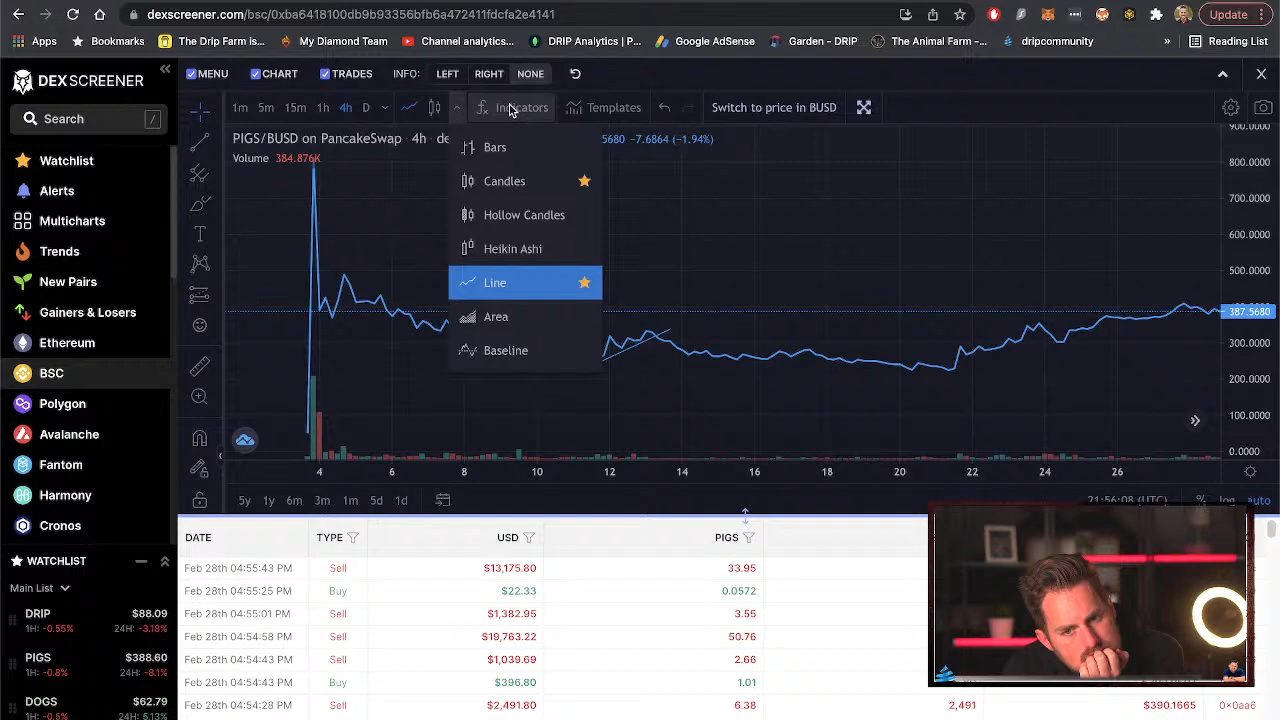 dexscreener.com/bsc/0xba6418100db9b93356bfb6a472411fdcfa2e4141
Update
Apps
Bookmarks
The Drip Farm is...
My Diamond Team
Channel analytics...
DRIP Analytics | P...
Google AdSense
Garden - DRIP
The Animal Farm -...
dripcommunity
»
Reading List
DEX SCREENER
MENU
CHART
TRADES
INFO:
LEFT
RIGHT
NONE
Search
/
1m 5m 15m 1h 4h D
Indicators
Templates
Switch to price in BUSD
PIGS/BUSD on PancakeSwap · 4h · de
5680 -7.6864 (-1.94%)
Volume 384.876K
Bars
Candles
Hollow Candles
Heikin Ashi
Line
Area
Baseline
900.0000
800.0000
700.0000
600.0000
500.0000
387.5680
300.0000
200.0000
100.0000
0.0000
4 6 8 10 12 14 16 18 20 22 24 26
5y 1y 6m 3m 1m 5d 1d
21:56:08 (UTC)
%
log
auto
Watchlist
Alerts
Multicharts
Trends
New Pairs
Gainers & Losers
Ethereum
BSC
Polygon
Avalanche
Fantom
Harmony
Cronos
WATCHLIST
Main List
DRIP $88.09
1H: -0.55% 24H: -3.18%
PIGS $388.60
1H: -0.8% 24H: -8.1%
DOGS $62.79
1H: -0.5% 24H: 5.13%
DATE TYPE USD PIGS
Feb 28th 04:55:43 PM Sell $13,175.80 33.95
Feb 28th 04:55:25 PM Buy $22.33 0.0572
Feb 28th 04:55:01 PM Sell $1,382.95 3.55
Feb 28th 04:54:58 PM Sell $19,763.22 50.76
Feb 28th 04:54:43 PM Sell $1,039.69 2.66
Feb 28th 04:54:43 PM Buy $396.80 1.01
Feb 28th 04:54:28 PM Sell $2,491.80 6.38 2,491 $390.1665 0×0aa6